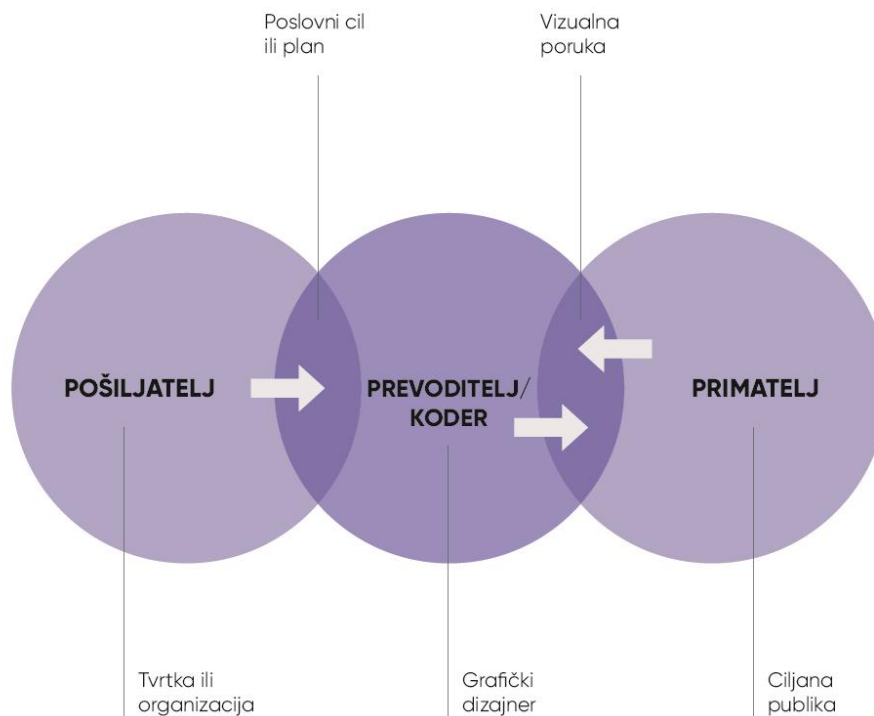 Poslovni cil
ili plan
Vizualna
poruka
POŠILJATELJ
PREVODITELJ/
KODER
PRIMATELJ
Tvrtka ili
organizacija
Grafički
dizajner
Ciljana
publika